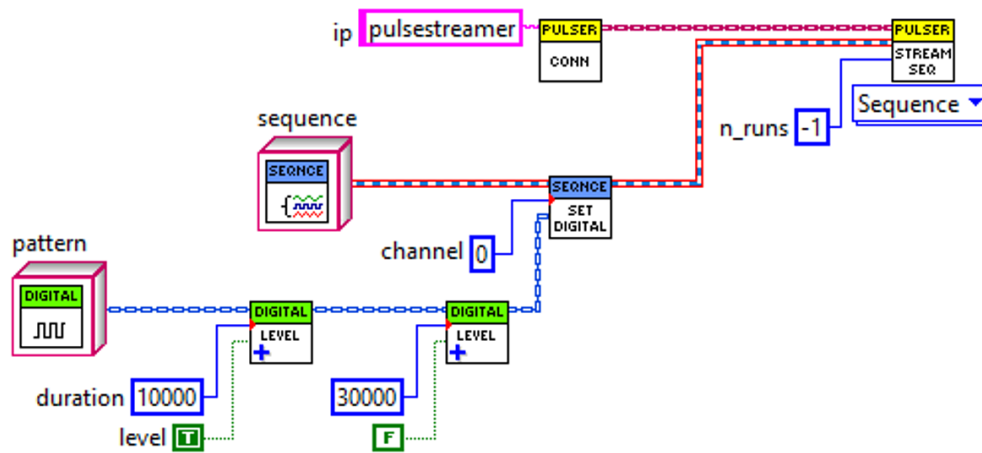 ip
pulsestreamer
PULSER
CONN
PULSER
STREAM
SEQ
Sequence
n_runs
-1
sequence
SEQNCE
SEQNCE
SET
DIGITAL
channel
0
pattern
DIGITAL
DIGITAL
LEVEL
DIGITAL
LEVEL
duration
10000
30000
level
T
F